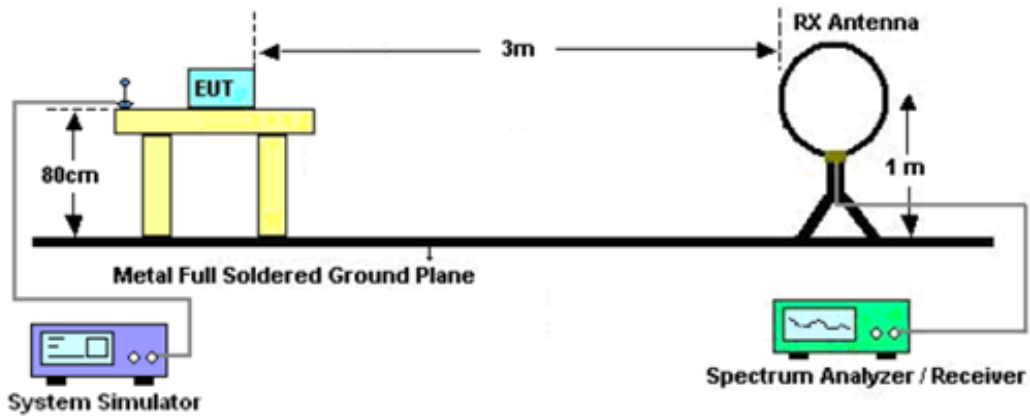 RX Antenna
3m
EUT
80cm
1 m
Metal Full Soldered Ground Plane
System Simulator
Spectrum Analyzer / Receiver